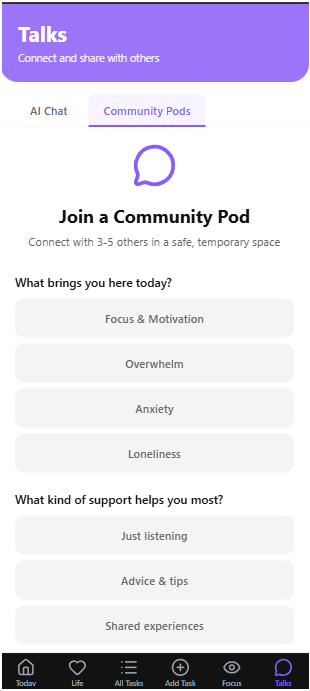 Talks
Connect and share with others
AI Chat
Community Pods
Join a Community Pod
Connect with 3-5 others in a safe, temporary space
What brings you here today?
Focus & Motivation
Overwhelm
Anxiety
Loneliness
What kind of support helps you most?
Just listening
Advice & tips
Shared experiences
Today
Life
All Tasks
Add Task
Focus
Talks